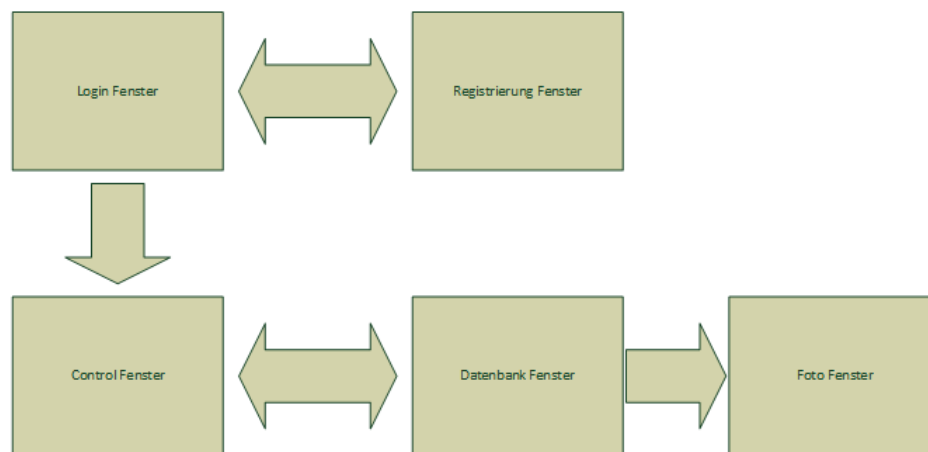 Login Fenster
Registrierung Fenster
Control Fenster
Datenbank Fenster
Foto Fenster